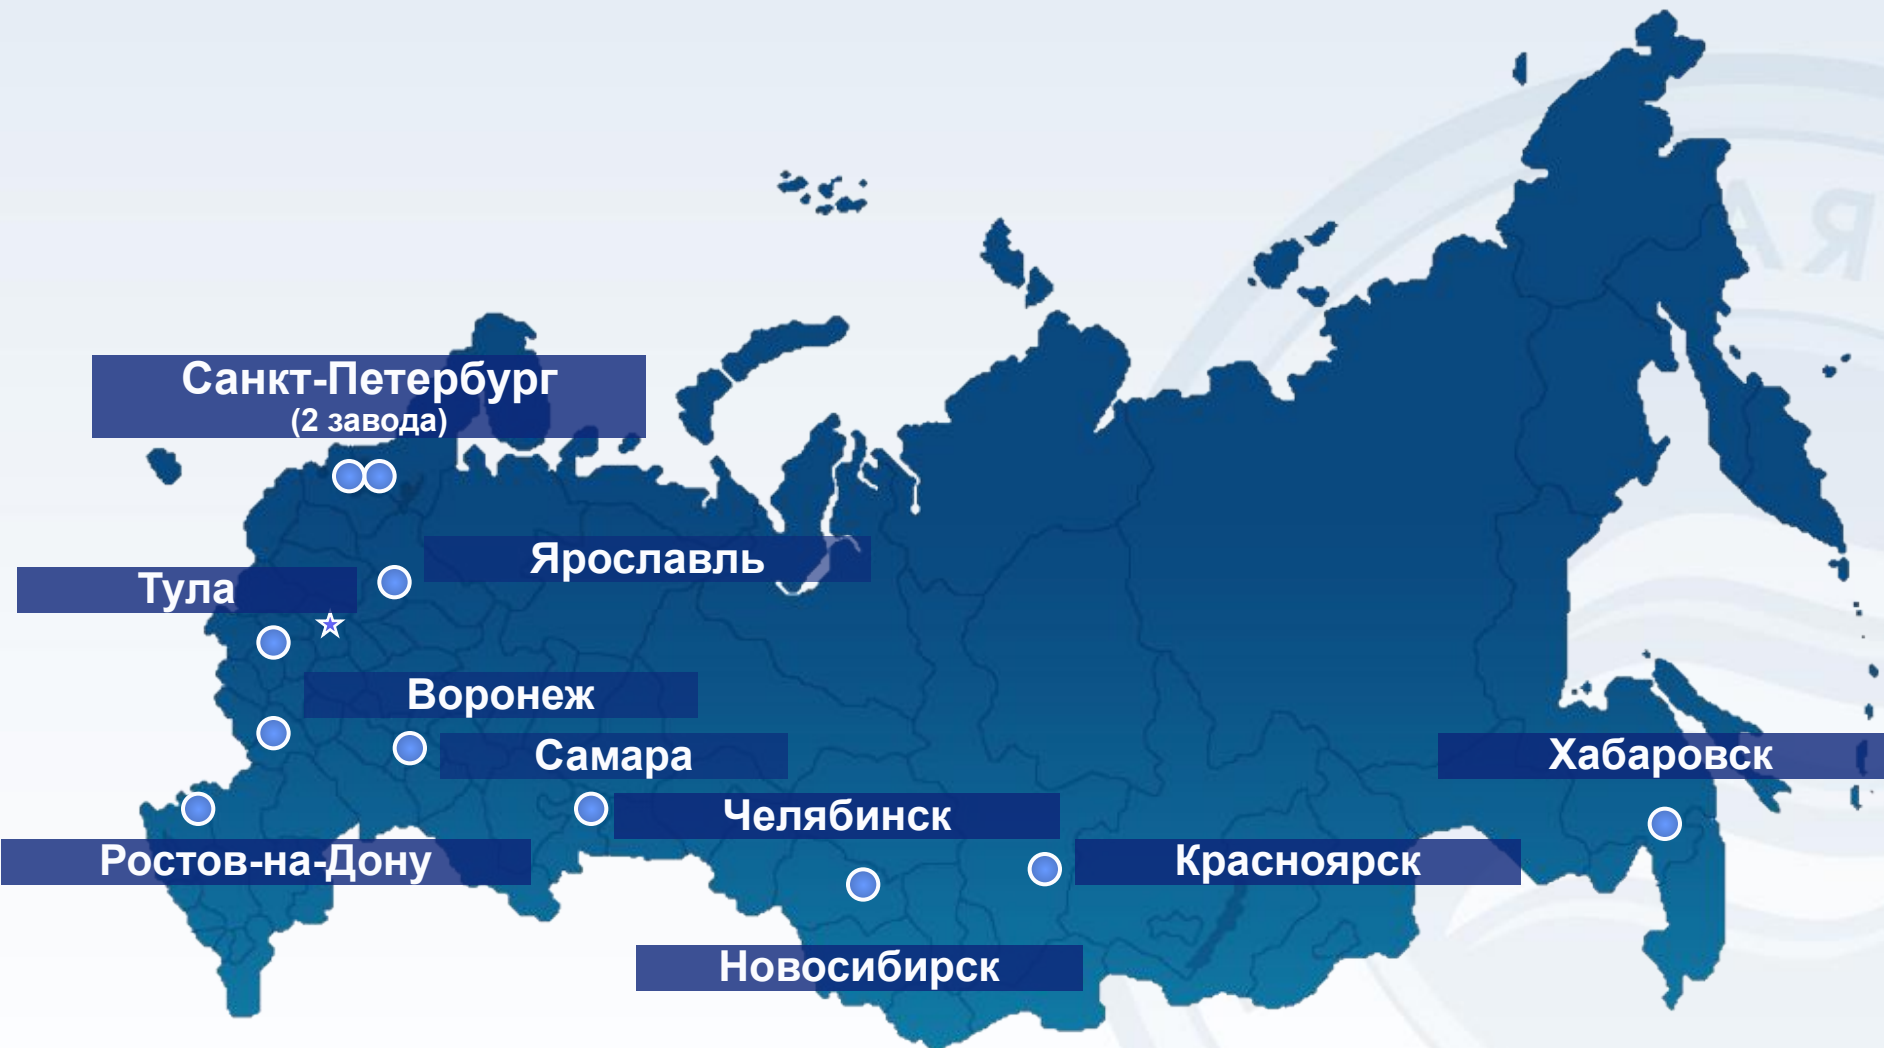 Санкт-Петербург
(2 завода)
Ярославль
Тула
Воронеж
Самара
Хабаровск
Челябинск
Ростов-на-Дону
Красноярск
Новосибирск